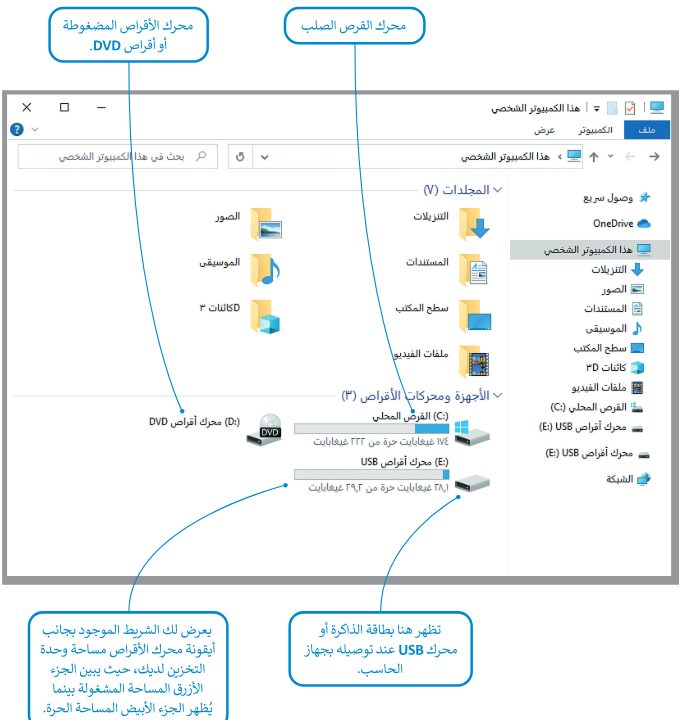 محرك القرص الصلب
محرك الأقراص المضغوطة
أو أقراص DVD.
هذا الكمبيوتر الشخصي
ملف
الكمبيوتر
عرض
هذا الكمبيوتر الشخصي
بحث في هذا الكمبيوتر الشخصي
وصول سريع
OneDrive
هذا الكمبيوتر الشخصي
التنزيلات
الصور
المستندات
الموسيقى
سطح المكتب
كائنات ٣D
ملفات الفيديو
القرص المحلي (C:)
محرك أقراص USB (E:)
محرك أقراص USB (E:)
الشبكة
المجلدات (٧)
التنزيلات
الصور
المستندات
الموسيقى
سطح المكتب
Dكائنات ٣
ملفات الفيديو
الأجهزة ومحركات الأقراص (٣)
(C:) القرص المحلي
١٧٤ غيغابايت حرة من ٢٢٢ غيغابايت
(D:) محرك أقراص DVD
DVD
(E:) محرك أقراص USB
٢٨,١ غيغابايت حرة من ٢٩,٢ غيغابايت
تظهر هنا بطاقة الذاكرة أو
محرك USB عند توصيله بجهاز
الحاسب.
يعرض لك الشريط الموجود بجانب
أيقونة محرك الأقراص مساحة وحدة
التخزين لديك، حيث يبين الجزء
الأزرق المساحة المشغولة بينما
يُظهر الجزء الأبيض المساحة الحرة.